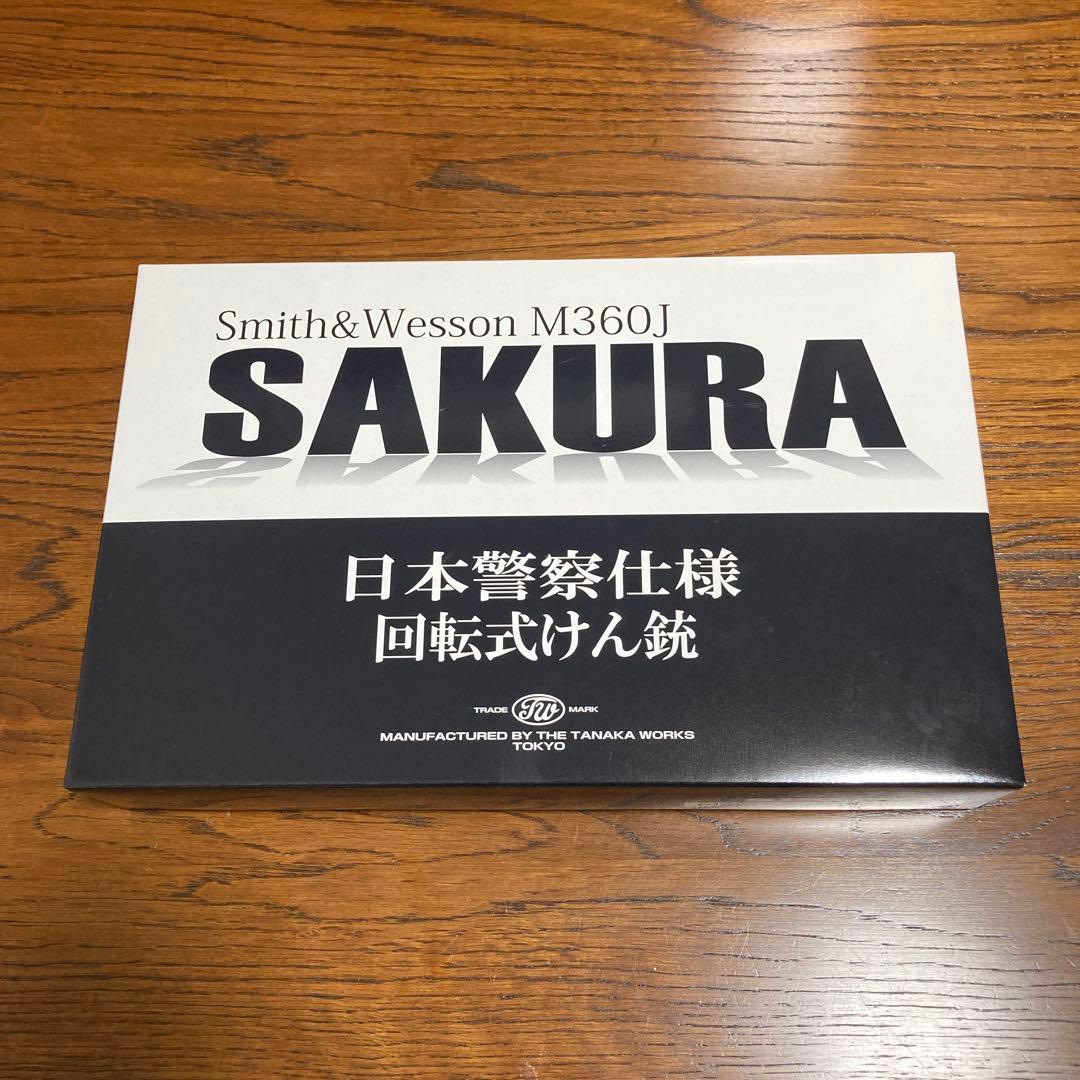 Smith&Wesson M360J
SAKURA
日本警察仕様
回転式けん銃
TRADE TW MARK
MANUFACTURED BY THE TANAKA WORKS
TOKYO